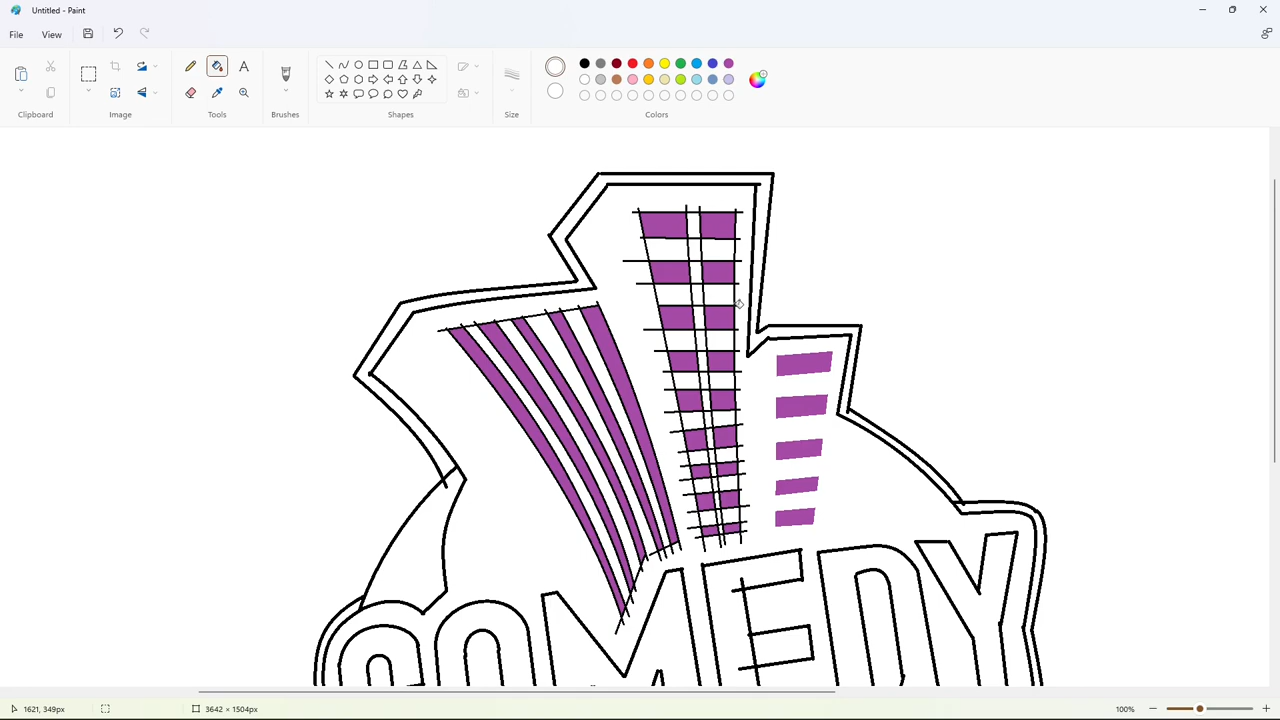 Untitled - Paint
File View
Clipboard Image Tools Brushes Shapes Size Colors
COMEDY
1621, 349px 3642 × 1504px 100%